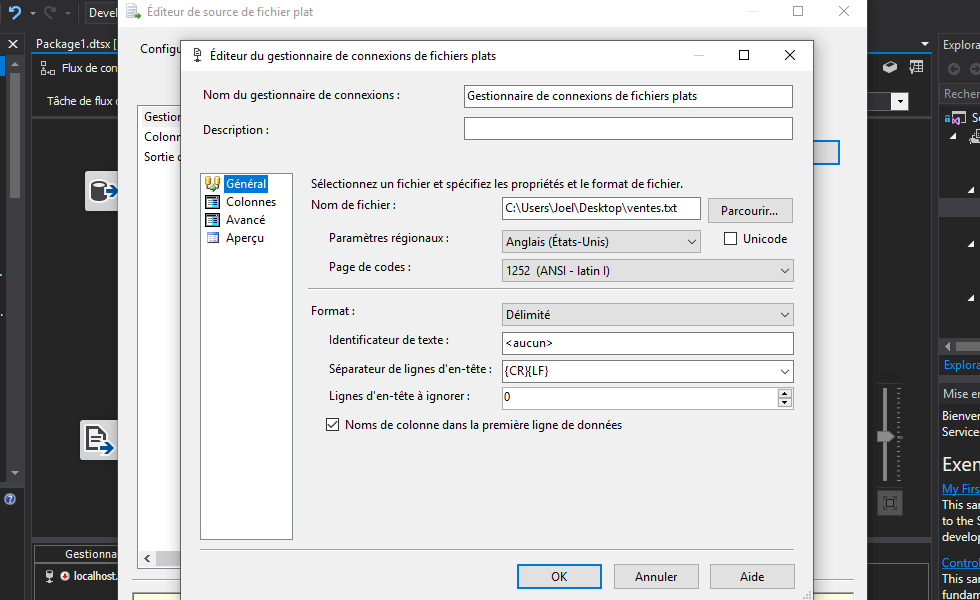 Devel
Éditeur de source de fichier plat
Package1.dtsx [
Configu
Éditeur du gestionnaire de connexions de fichiers plats
Explora
Flux de con
Nom du gestionnaire de connexions :
Gestionnaire de connexions de fichiers plats
Recher
Tâche de flux
Description :
Gestion
Colonn
Sortie
Général
Colonnes
Avancé
Aperçu
Sélectionnez un fichier et spécifiez les propriétés et le format de fichier.
Nom de fichier :
C:\Users\Joel\Desktop\ventes.txt
Parcourir...
Paramètres régionaux :
Anglais (États-Unis)
Unicode
Page de codes :
1252 (ANSI - latin I)
Format :
Délimité
Identificateur de texte :
<aucun>
Séparateur de lignes d'en-tête :
{CR}{LF}
Lignes d'en-tête à ignorer :
0
Noms de colonne dans la première ligne de données
Explora
Mise en
Bienver
Service
Exen
My Firs
This sar
to the S
develop
Control
This sar
fundam
Gestionna
localhost.
OK
Annuler
Aide